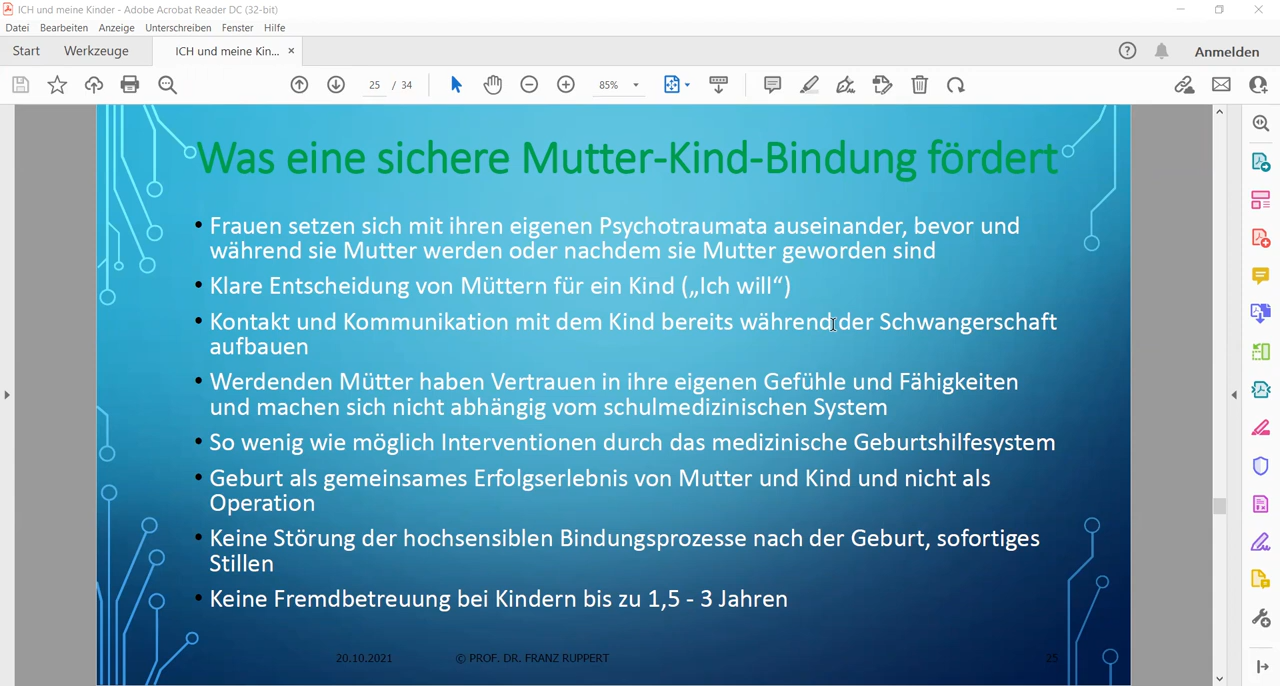 ICH und meine Kinder - Adobe Acrobat Reader DC (32-bit)
Datei Bearbeiten Anzeige Unterschreiben Fenster Hilfe
Start Werkzeuge ICH und meine Kin... × Anmelden
25 / 34 85%
Was eine sichere Mutter-Kind-Bindung fördert
• Frauen setzen sich mit ihren eigenen Psychotraumata auseinander, bevor und
während sie Mutter werden oder nachdem sie Mutter geworden sind
• Klare Entscheidung von Müttern für ein Kind („Ich will“)
• Kontakt und Kommunikation mit dem Kind bereits während der Schwangerschaft
aufbauen
• Werdenden Mütter haben Vertrauen in ihre eigenen Gefühle und Fähigkeiten
und machen sich nicht abhängig vom schulmedizinischen System
• So wenig wie möglich Interventionen durch das medizinische Geburtshilfesystem
• Geburt als gemeinsames Erfolgserlebnis von Mutter und Kind und nicht als
Operation
• Keine Störung der hochsensiblen Bindungsprozesse nach der Geburt, sofortiges
Stillen
• Keine Fremdbetreuung bei Kindern bis zu 1,5 - 3 Jahren
20.10.2021 © PROF. DR. FRANZ RUPPERT 25